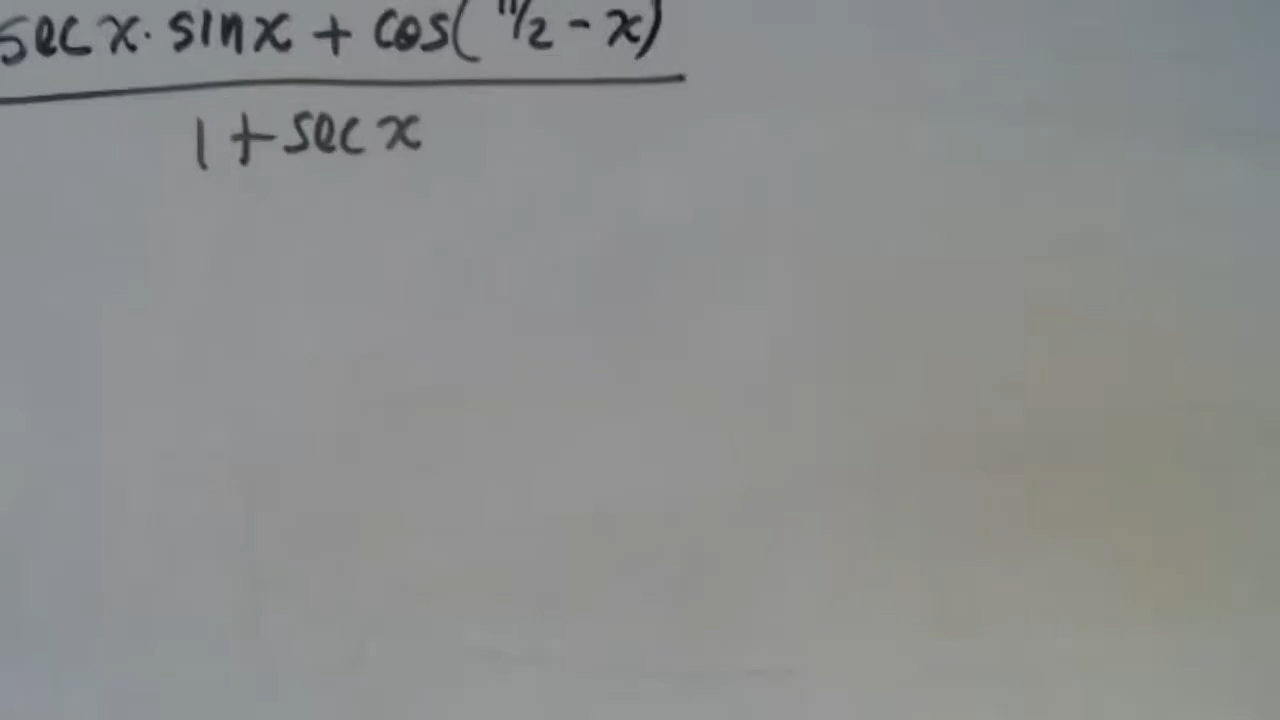 sec x · sin x + cos(π/2 - x)
1 + sec x